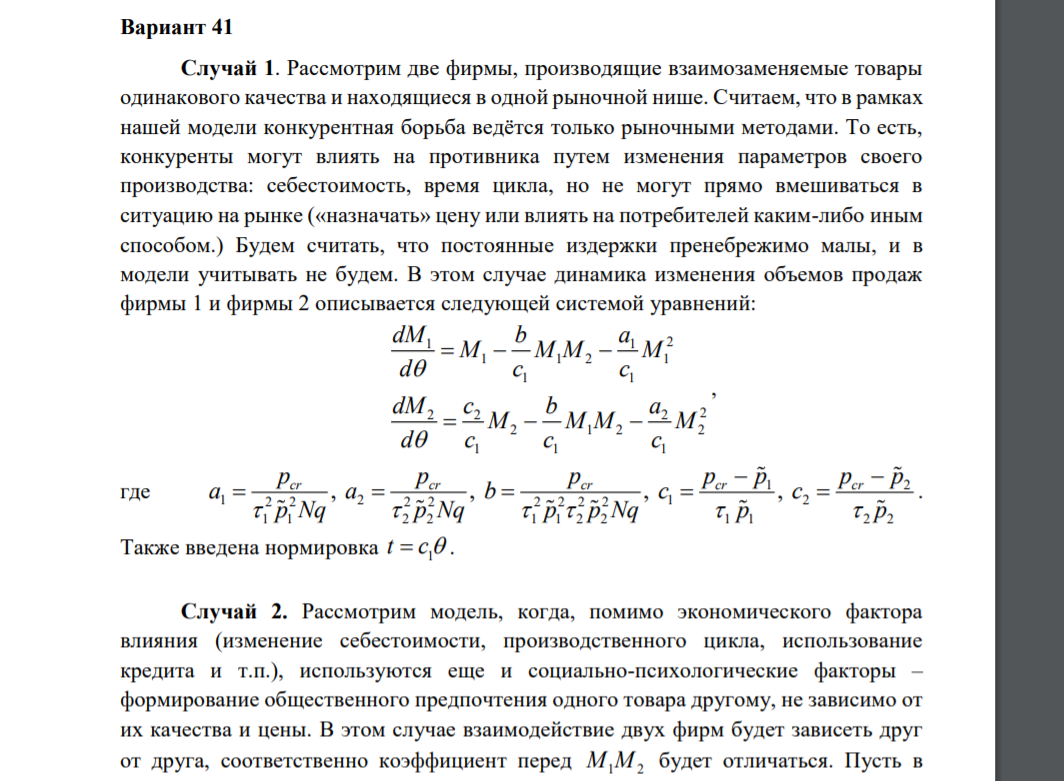 Вариант 41
Случай 1. Рассмотрим две фирмы, производящие взаимозаменяемые товары
одинакового качества и находящиеся в одной рыночной нише. Считаем, что в рамках
нашей модели конкурентная борьба ведётся только рыночными методами. То есть,
конкуренты могут влиять на противника путем изменения параметров своего
производства: себестоимость, время цикла, но не могут прямо вмешиваться в
ситуацию на рынке («назначать» цену или влиять на потребителей каким-либо иным
способом.) Будем считать, что постоянные издержки пренебрежимо малы, и в
модели учитывать не будем. В этом случае динамика изменения объемов продаж
фирмы 1 и фирмы 2 описывается следующей системой уравнений:
$\frac{dM_1}{d\theta} = M_1 - \frac{b}{c_1} M_1 M_2 - \frac{a_1}{c_1} M_1^2$
$\frac{dM_2}{d\theta} = \frac{c_2}{c_1} M_2 - \frac{b}{c_1} M_1 M_2 - \frac{a_2}{c_1} M_2^2$ ,
где $a_1 = \frac{p_{cr}}{\tau_1^2 \tilde{p}_1^2 Nq}$, $a_2 = \frac{p_{cr}}{\tau_2^2 \tilde{p}_2^2 Nq}$, $b = \frac{p_{cr}}{\tau_1^2 \tilde{p}_1^2 \tau_2^2 \tilde{p}_2^2 Nq}$, $c_1 = \frac{p_{cr} - \tilde{p}_1}{\tau_1 \tilde{p}_1}$, $c_2 = \frac{p_{cr} - \tilde{p}_2}{\tau_2 \tilde{p}_2}$.
Также введена нормировка $t = c_1\theta$.
Случай 2. Рассмотрим модель, когда, помимо экономического фактора
влияния (изменение себестоимости, производственного цикла, использование
кредита и т.п.), используются еще и социально-психологические факторы –
формирование общественного предпочтения одного товара другому, не зависимо от
их качества и цены. В этом случае взаимодействие двух фирм будет зависеть друг
от друга, соответственно коэффициент перед $M_1 M_2$ будет отличаться. Пусть в